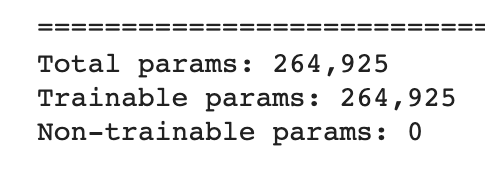 ==============================
Total params: 264,925
Trainable params: 264,925
Non-trainable params: 0